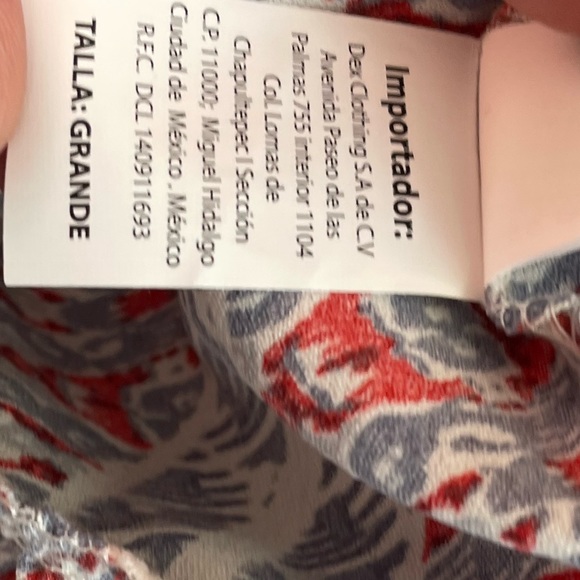 Importador:
Dex Clothing S.A de C.V
Avenida Paseo de las
Palmas 755 interior 1104
Col. Lomas de
Chapultepec I Sección
C.P. 11000; Miguel Hidalgo
Ciudad de México . México
R.F.C. DCL 140911693
TALLA: GRANDE